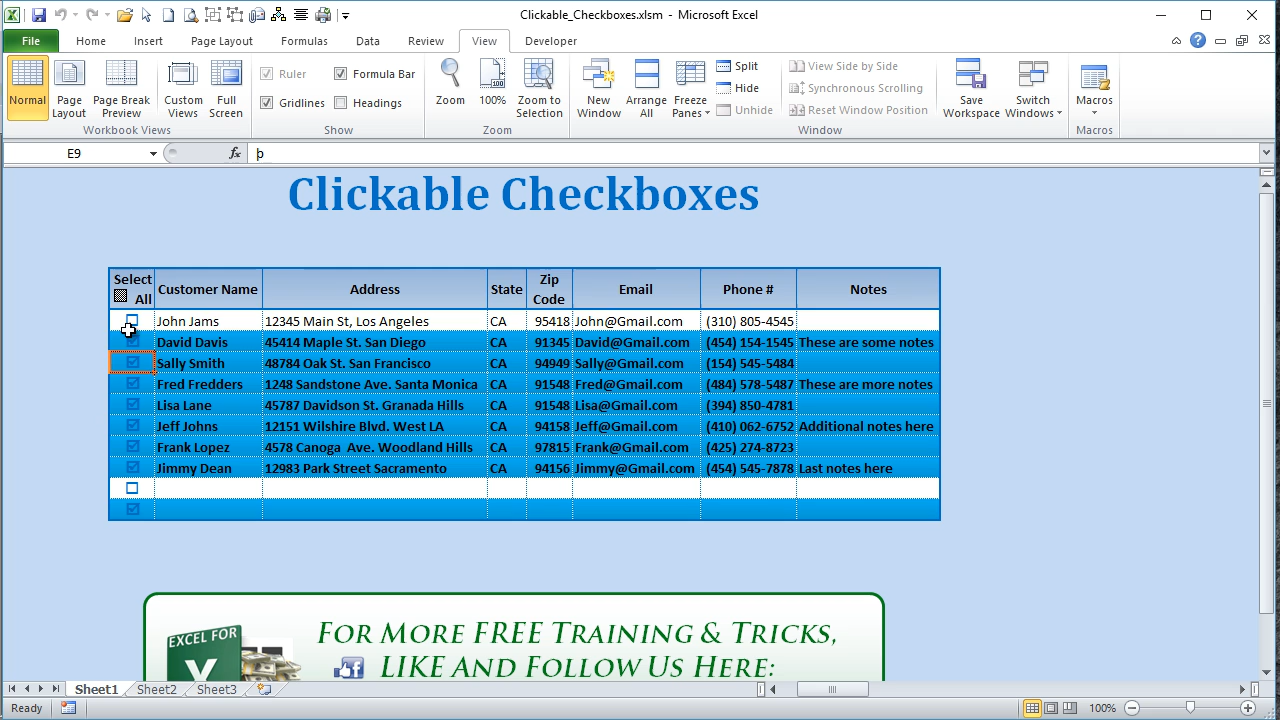 Clickable_Checkboxes.xlsm - Microsoft Excel
File Home Insert Page Layout Formulas Data Review View Developer
Normal Page Layout Page Break Preview Custom Views Full Screen
Workbook Views
Ruler Formula Bar
Gridlines Headings
Show
Zoom 100% Zoom to Selection
Zoom
New Window Arrange All Freeze Panes
Split
Hide
Unhide
View Side by Side
Synchronous Scrolling
Reset Window Position
Window
Save Workspace Switch Windows
Macros
Macros
E9 fx þ
Clickable Checkboxes
Select All Customer Name Address State Zip Code Email Phone # Notes
John Jams 12345 Main St, Los Angeles CA 95418 John@Gmail.com (310) 805-4545
David Davis 45414 Maple St. San Diego CA 91345 David@Gmail.com (454) 154-1545 These are some notes
Sally Smith 48784 Oak St. San Francisco CA 94949 Sally@Gmail.com (154) 545-5484
Fred Fredders 1248 Sandstone Ave. Santa Monica CA 91548 Fred@Gmail.com (484) 578-5487 These are more notes
Lisa Lane 45787 Davidson St. Granada Hills CA 91548 Lisa@Gmail.com (394) 850-4781
Jeff Johns 12151 Wilshire Blvd. West LA CA 94158 Jeff@Gmail.com (410) 062-6752 Additional notes here
Frank Lopez 4578 Canoga Ave. Woodland Hills CA 97815 Frank@Gmail.com (425) 274-8723
Jimmy Dean 12983 Park Street Sacramento CA 94156 Jimmy@Gmail.com (454) 545-7878 Last notes here
EXCEL FOR
FOR MORE FREE TRAINING & TRICKS,
LIKE AND FOLLOW US HERE:
Sheet1 Sheet2 Sheet3
Ready 100%